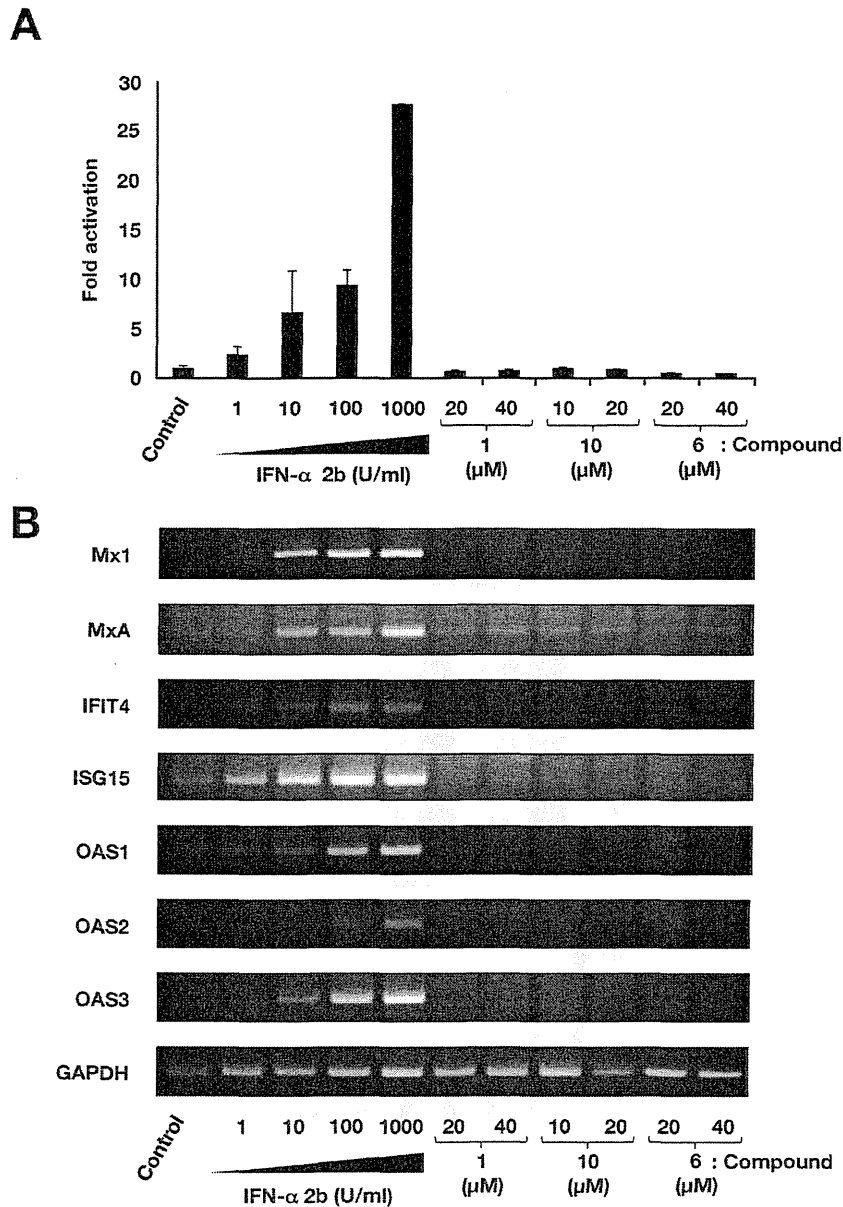 A
30
25
20
15
10
5
0
Fold activation
Control
1 10 100 1000 20 40 10 20 20 40
1 10 6 : Compound
(µM) (µM) (µM)
IFN-α 2b (U/ml)
B
Mx1
MxA
IFIT4
ISG15
OAS1
OAS2
OAS3
GAPDH
Control
1 10 100 1000 20 40 10 20 20 40
1 10 6 : Compound
(µM) (µM) (µM)
IFN-α 2b (U/ml)